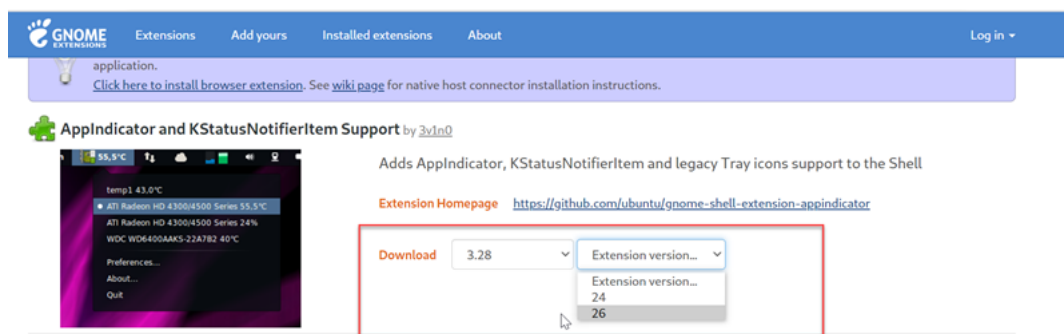 GNOME EXTENSIONS Extensions Add yours Installed extensions About Log in
application.
Click here to install browser extension. See wiki page for native host connector installation instructions.
AppIndicator and KStatusNotifierItem Support by 3v1n0
55,5°C
temp1 43.0°C
ATI Radeon HD 4300/4500 Series 55.5°C
ATI Radeon HD 4300/4500 Series 24%
WDC WD6400AAKS-22A7B2 40°C
Preferences...
About...
Quit
Adds AppIndicator, KStatusNotifierItem and legacy Tray icons support to the Shell
Extension Homepage https://github.com/ubuntu/gnome-shell-extension-appindicator
Download 3.28 Extension version...
Extension version...
24
26